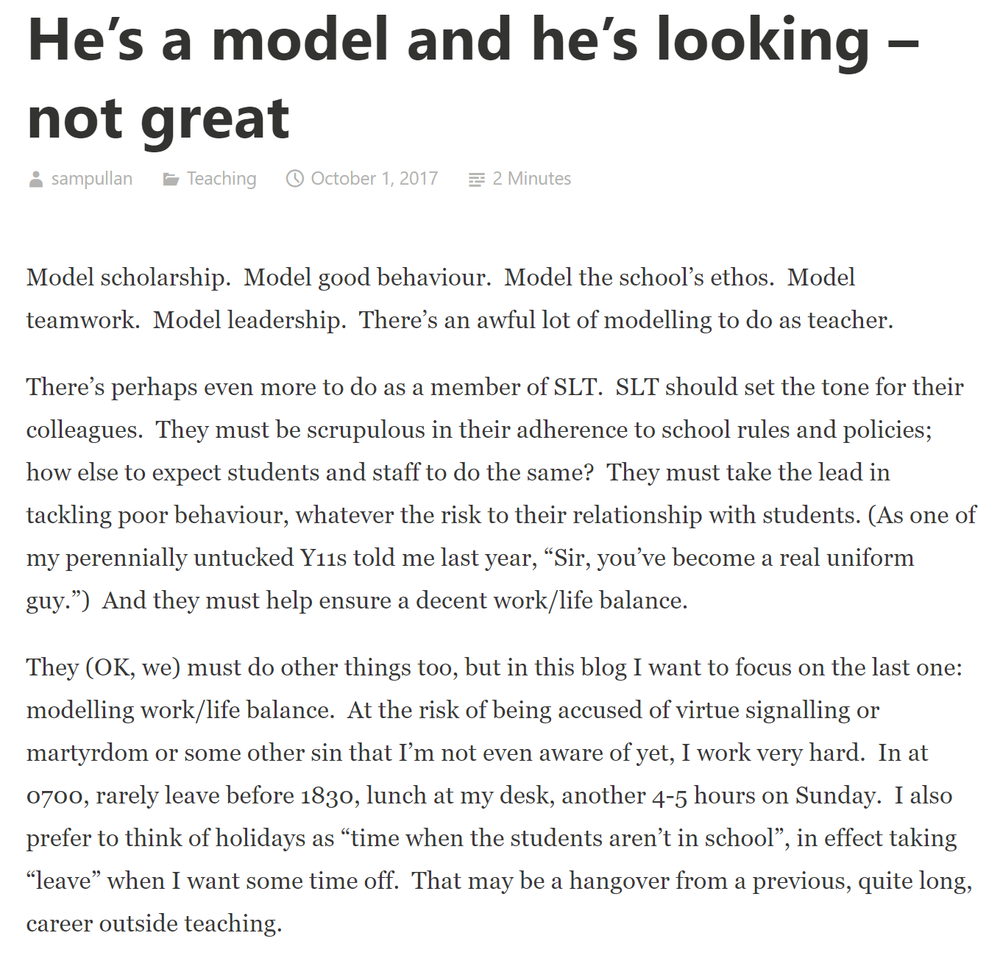 He’s a model and he’s looking –
not great
sampullan Teaching October 1, 2017 2 Minutes
Model scholarship.  Model good behaviour.  Model the school’s ethos.  Model
teamwork.  Model leadership.  There’s an awful lot of modelling to do as teacher.
There’s perhaps even more to do as a member of SLT.  SLT should set the tone for their
colleagues.  They must be scrupulous in their adherence to school rules and policies;
how else to expect students and staff to do the same?  They must take the lead in
tackling poor behaviour, whatever the risk to their relationship with students. (As one of
my perennially untucked Y11s told me last year, “Sir, you’ve become a real uniform
guy.”)  And they must help ensure a decent work/life balance.
They (OK, we) must do other things too, but in this blog I want to focus on the last one:
modelling work/life balance.  At the risk of being accused of virtue signalling or
martyrdom or some other sin that I’m not even aware of yet, I work very hard.  In at
0700, rarely leave before 1830, lunch at my desk, another 4-5 hours on Sunday.  I also
prefer to think of holidays as “time when the students aren’t in school”, in effect taking
“leave” when I want some time off.  That may be a hangover from a previous, quite long,
career outside teaching.